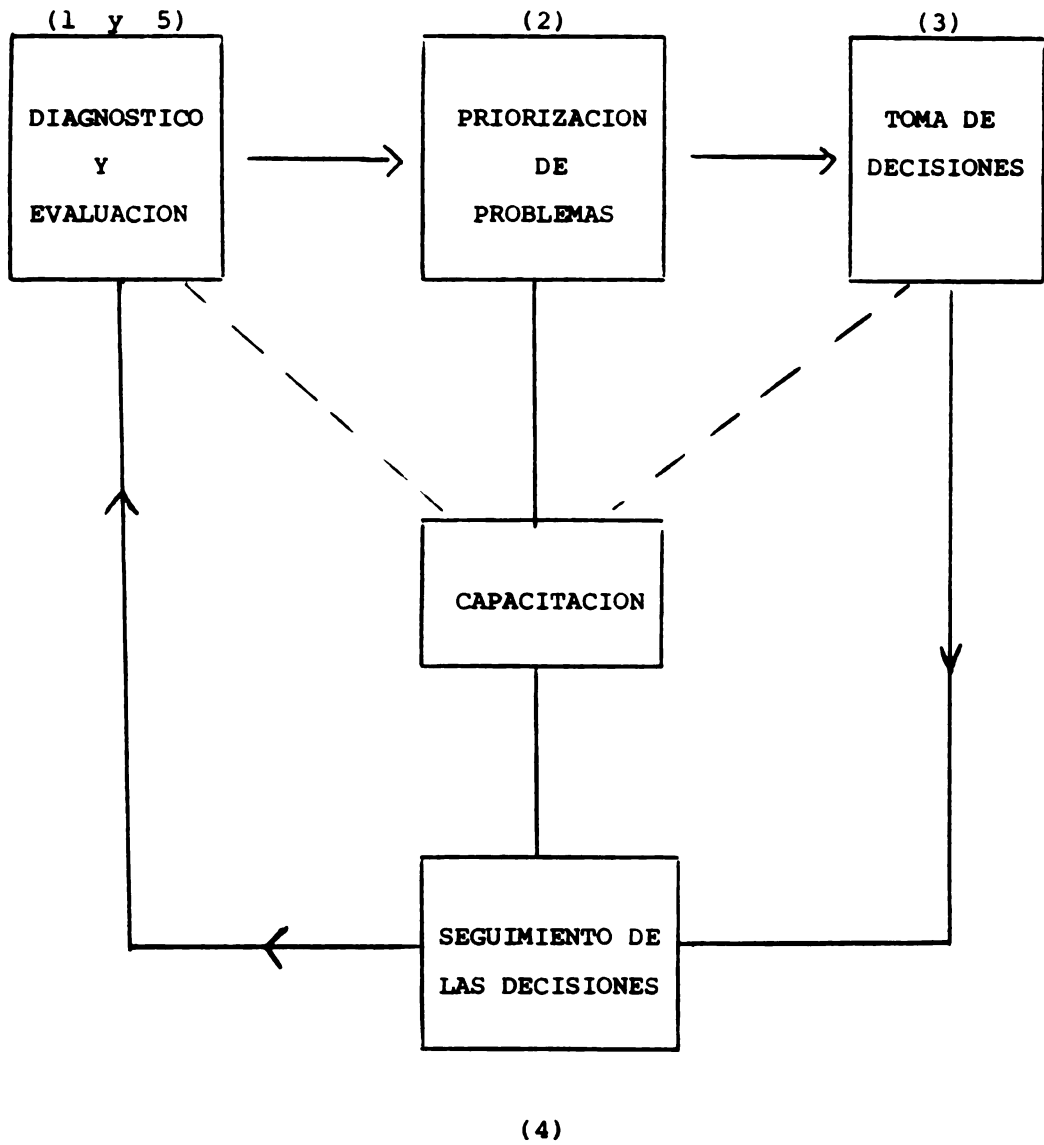 (1 y 5)
(2)
(3)
DIAGNOSTICO
Y
EVALUACION
PRIORIZACION
DE
PROBLEMAS
TOMA DE
DECISIONES
CAPACITACION
SEGUIMIENTO DE
LAS DECISIONES
(4)